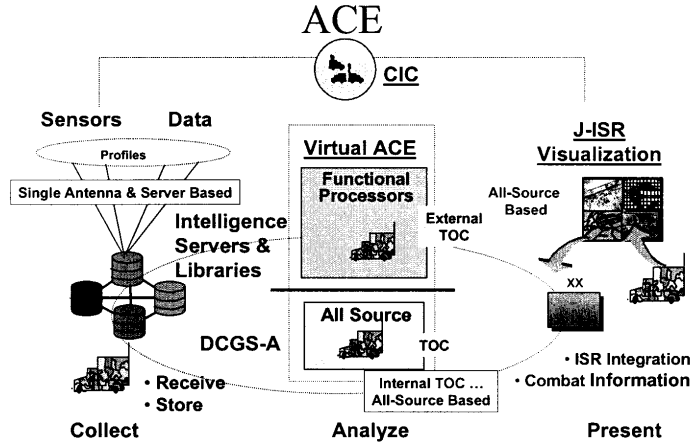 ACE
CIC
Sensors
Data
Profiles
Single Antenna & Server Based
Intelligence
Servers &
Libraries
DCGS-A
• Receive
• Store
Collect
Virtual ACE
Functional
Processors
External
TOC
All Source
TOC
Internal TOC ...
All-Source Based
Analyze
J-ISR
Visualization
All-Source
Based
XX
• ISR Integration
• Combat Information
Present